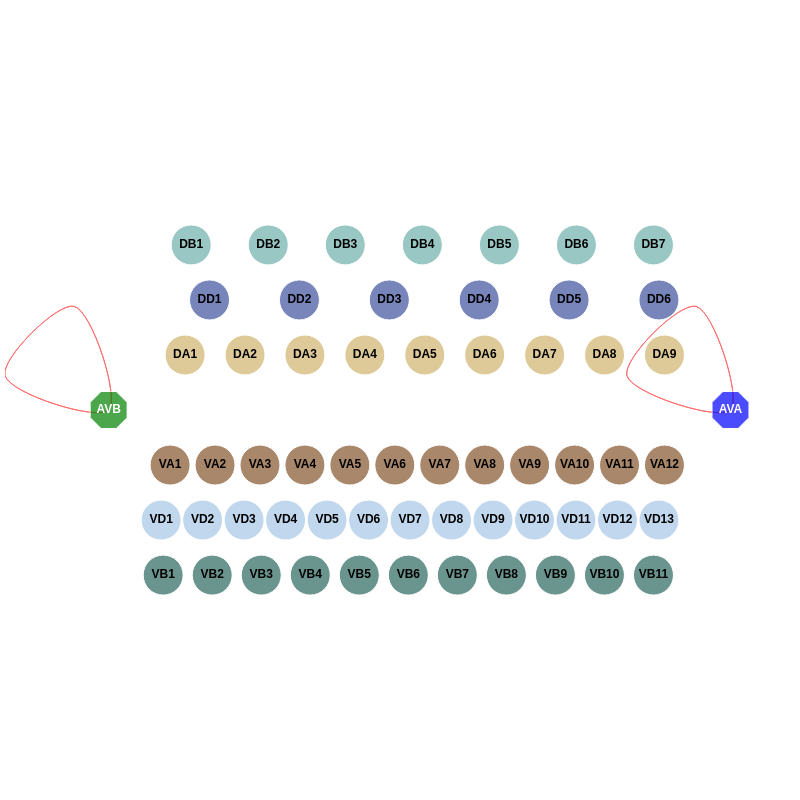 DB1 DB2 DB3 DB4 DB5 DB6 DB7
DD1 DD2 DD3 DD4 DD5 DD6
DA1 DA2 DA3 DA4 DA5 DA6 DA7 DA8 DA9
AVB AVA
VA1 VA2 VA3 VA4 VA5 VA6 VA7 VA8 VA9 VA10 VA11 VA12
VD1 VD2 VD3 VD4 VD5 VD6 VD7 VD8 VD9 VD10 VD11 VD12 VD13
VB1 VB2 VB3 VB4 VB5 VB6 VB7 VB8 VB9 VB10 VB11